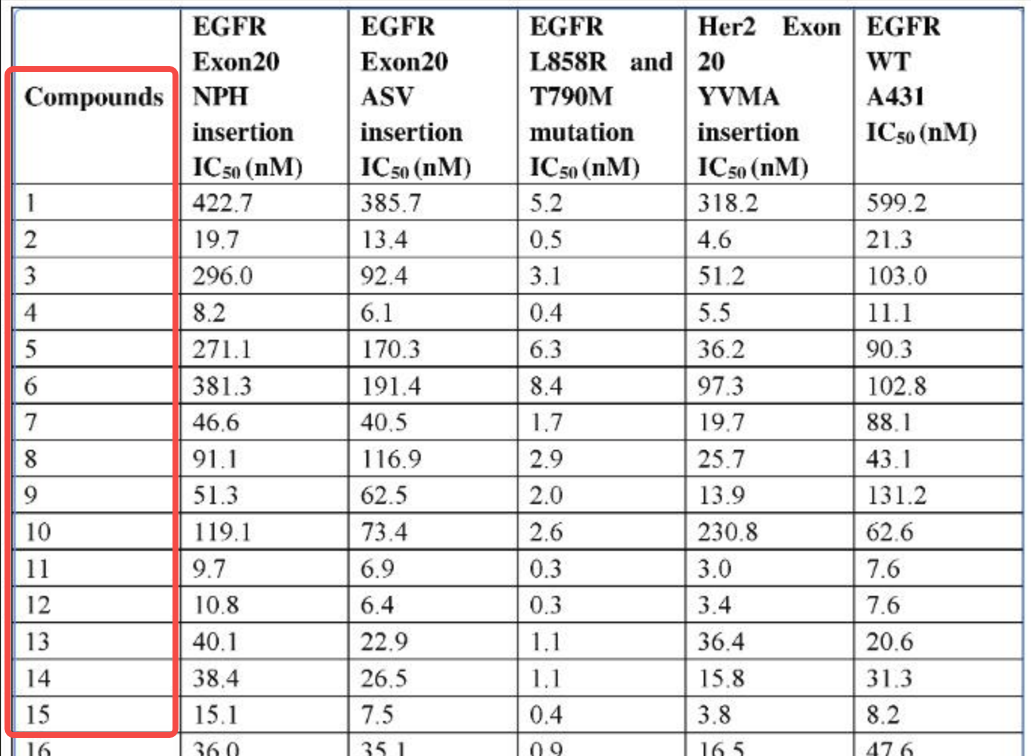 Compounds	EGFR Exon20 NPH insertion IC₅₀ (nM)	EGFR Exon20 ASV insertion IC₅₀ (nM)	EGFR L858R and T790M mutation IC₅₀ (nM)	Her2 Exon 20 YVMA insertion IC₅₀ (nM)	EGFR WT A431 IC₅₀ (nM)
1	422.7	385.7	5.2	318.2	599.2
2	19.7	13.4	0.5	4.6	21.3
3	296.0	92.4	3.1	51.2	103.0
4	8.2	6.1	0.4	5.5	11.1
5	271.1	170.3	6.3	36.2	90.3
6	381.3	191.4	8.4	97.3	102.8
7	46.6	40.5	1.7	19.7	88.1
8	91.1	116.9	2.9	25.7	43.1
9	51.3	62.5	2.0	13.9	131.2
10	119.1	73.4	2.6	230.8	62.6
11	9.7	6.9	0.3	3.0	7.6
12	10.8	6.4	0.3	3.4	7.6
13	40.1	22.9	1.1	36.4	20.6
14	38.4	26.5	1.1	15.8	31.3
15	15.1	7.5	0.4	3.8	8.2
16	36.0	35.1	0.9	16.5	47.6